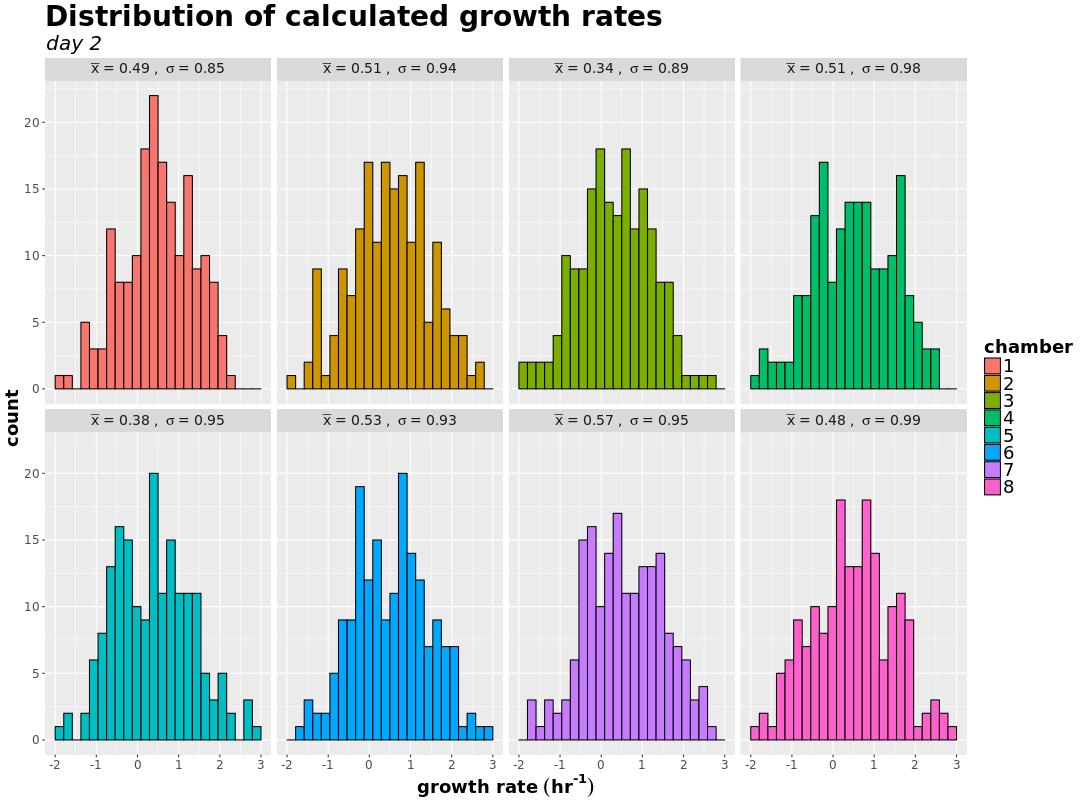 Distribution of calculated growth rates
day 2
x̅ = 0.49 , σ = 0.85
x̅ = 0.51 , σ = 0.94
x̅ = 0.34 , σ = 0.89
x̅ = 0.51 , σ = 0.98
20
15
10
5
0
x̅ = 0.38 , σ = 0.95
x̅ = 0.53 , σ = 0.93
x̅ = 0.57 , σ = 0.95
x̅ = 0.48 , σ = 0.99
20
15
10
5
0
-2 -1 0 1 2 3
-2 -1 0 1 2 3
-2 -1 0 1 2 3
-2 -1 0 1 2 3
count
growth rate (hr⁻¹)
chamber
1
2
3
4
5
6
7
8